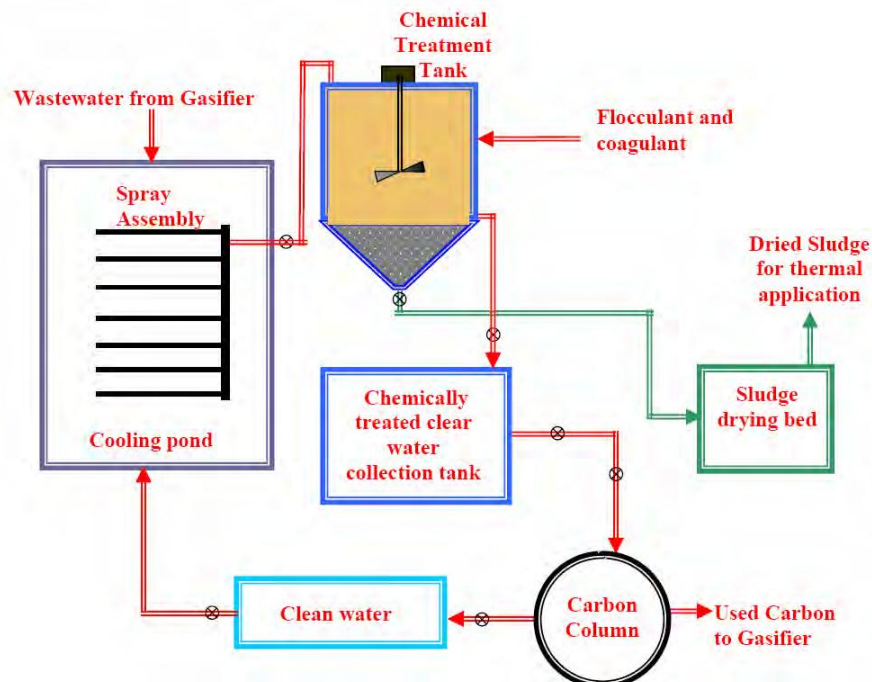 Chemical
Treatment
Tank
Wastewater from Gasifier
Flocculant and
coagulant
Spray
Assembly
Dried Sludge
for thermal
application
Cooling pond
Chemically
treated clear
water
collection tank
Sludge
drying bed
Clean water
Carbon
Column
Used Carbon
to Gasifier